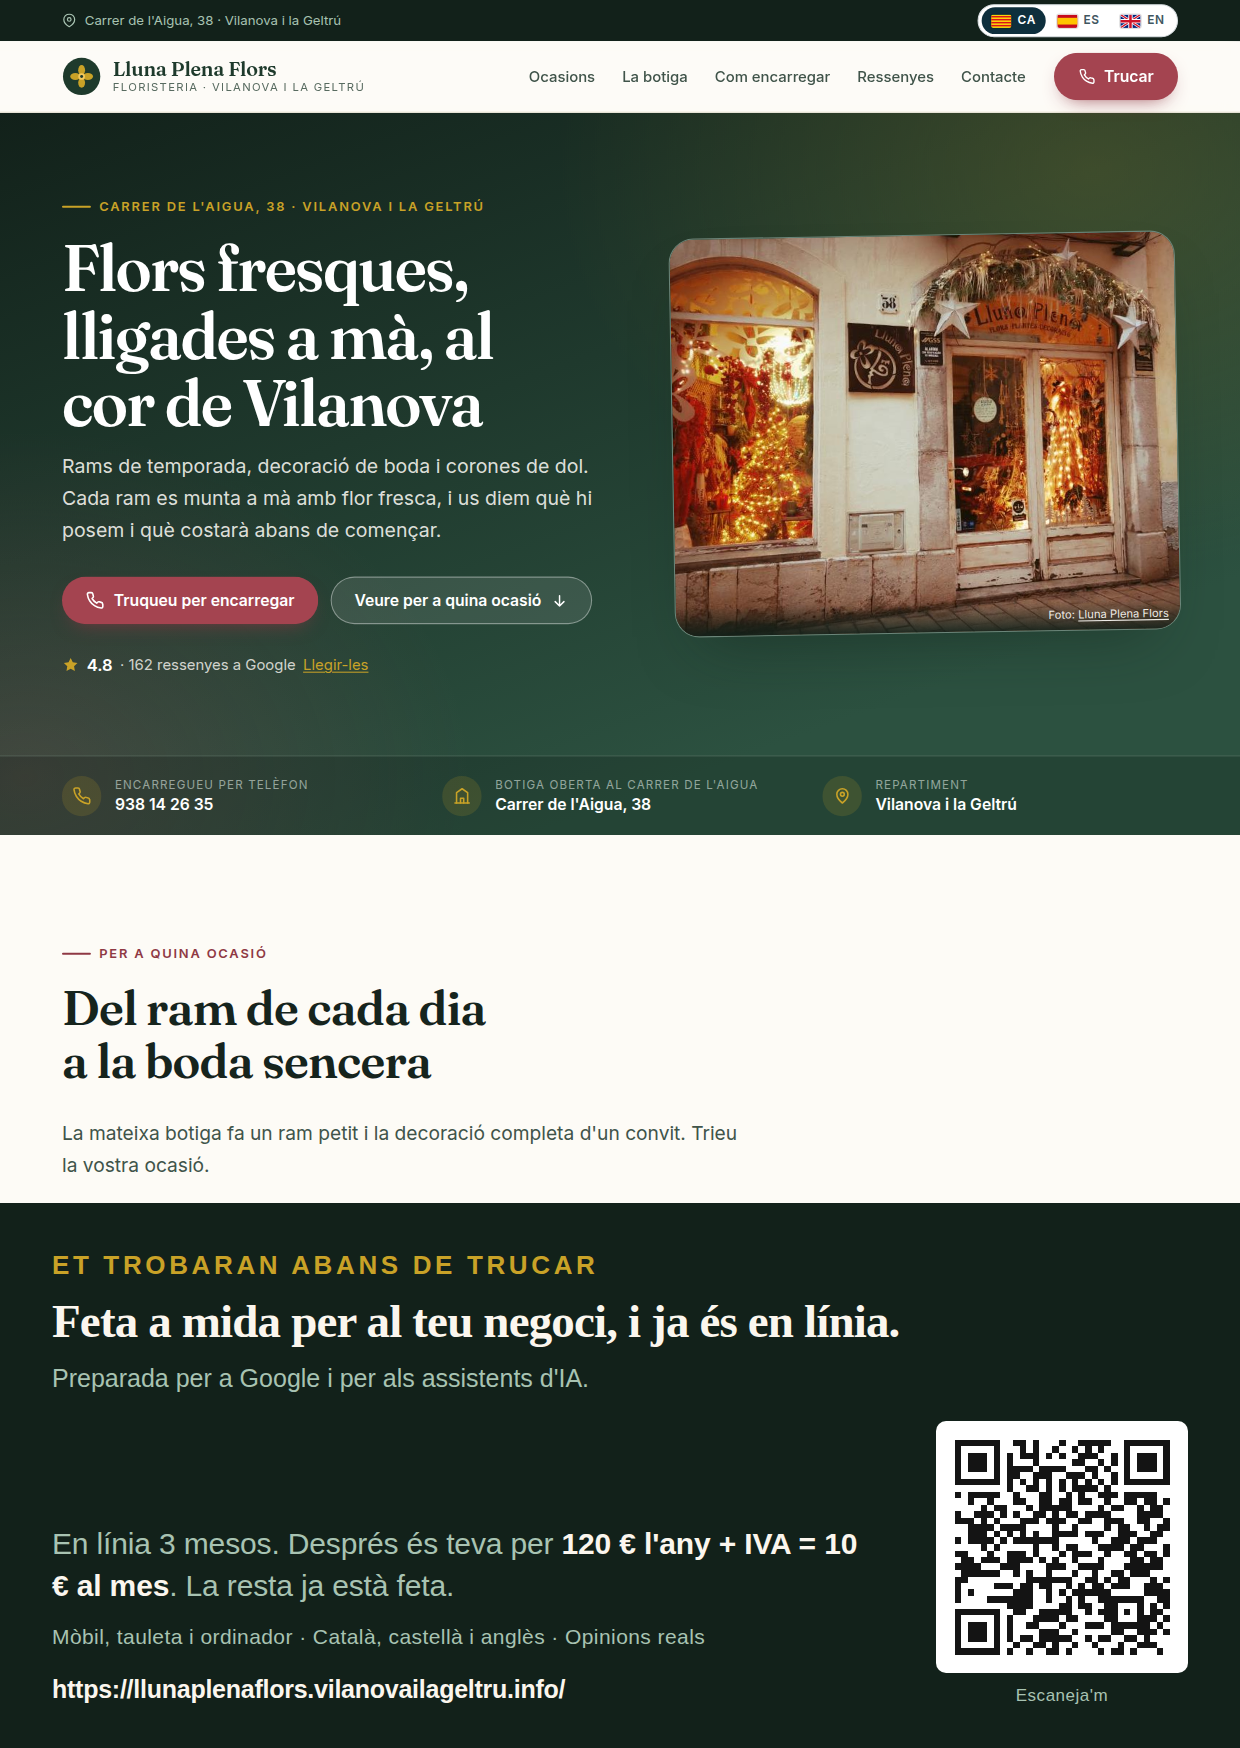 Carrer de l'Aigua, 38 · Vilanova i la Geltrú
CA ES EN
Lluna Plena Flors
FLORISTERIA · VILANOVA I LA GELTRÚ
Ocasions La botiga Com encarregar Ressenyes Contacte Trucar
CARRER DE L'AIGUA, 38 · VILANOVA I LA GELTRÚ
Flors fresques,
lligades a mà, al
cor de Vilanova
Rams de temporada, decoració de boda i corones de dol.
Cada ram es munta a mà amb flor fresca, i us diem què hi
posem i què costarà abans de començar.
Truqueu per encarregar
Veure per a quina ocasió ↓
4.8 · 162 ressenyes a Google Llegir-les
38
Lluna Plena
Lluna Plena
Foto: Lluna Plena Flors
ENCARREGUEU PER TELÈFON
938 14 26 35
BOTIGA OBERTA AL CARRER DE L'AIGUA
Carrer de l'Aigua, 38
REPARTIMENT
Vilanova i la Geltrú
PER A QUINA OCASIÓ
Del ram de cada dia
a la boda sencera
La mateixa botiga fa un ram petit i la decoració completa d'un convit. Trieu
la vostra ocasió.
ET TROBARAN ABANS DE TRUCAR
Feta a mida per al teu negoci, i ja és en línia.
Preparada per a Google i per als assistents d'IA.
En línia 3 mesos. Després és teva per 120 € l'any + IVA = 10
€ al mes. La resta ja està feta.
Mòbil, tauleta i ordinador · Català, castellà i anglès · Opinions reals
https://llunaplenaflors.vilanovailageltru.info/
Escaneja'm